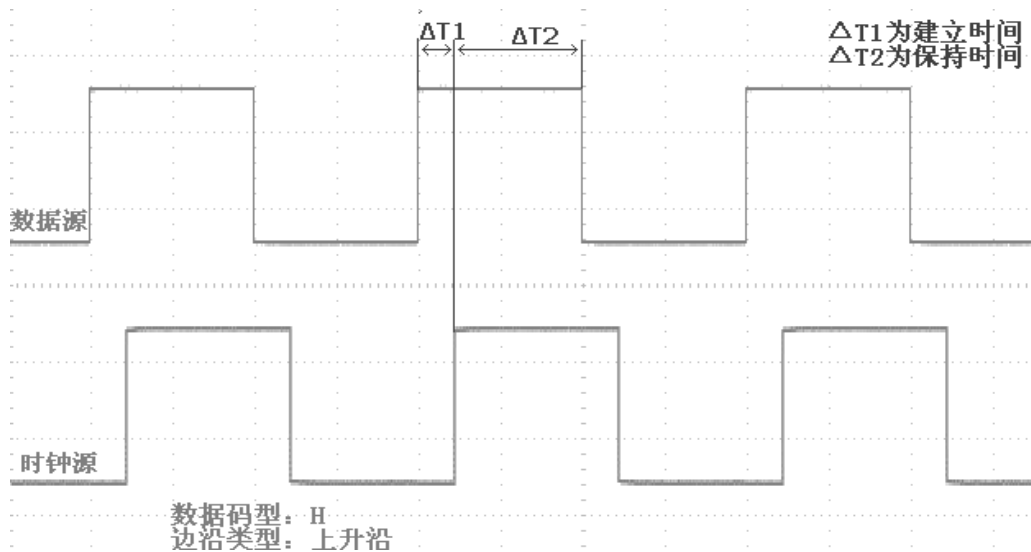 ΔT1
ΔT2
△T1为建立时间
△T2为保持时间
数据源
时钟源
数据码型: H
边沿类型: 上升沿